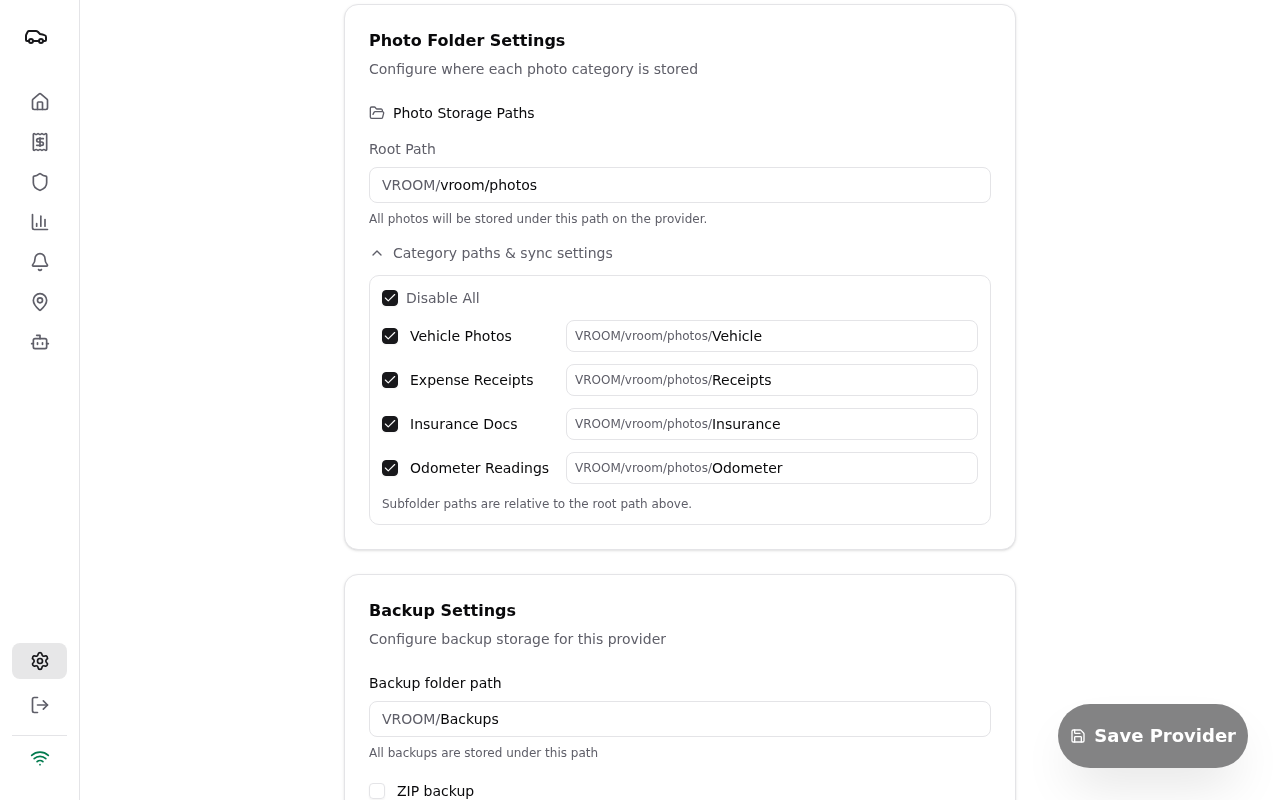 Photo Folder Settings
Configure where each photo category is stored
Photo Storage Paths
Root Path
VROOM/vroom/photos
All photos will be stored under this path on the provider.
Category paths & sync settings
Disable All
Vehicle Photos VROOM/vroom/photos/Vehicle
Expense Receipts VROOM/vroom/photos/Receipts
Insurance Docs VROOM/vroom/photos/Insurance
Odometer Readings VROOM/vroom/photos/Odometer
Subfolder paths are relative to the root path above.
Backup Settings
Configure backup storage for this provider
Backup folder path
VROOM/Backups
All backups are stored under this path
ZIP backup
Save Provider